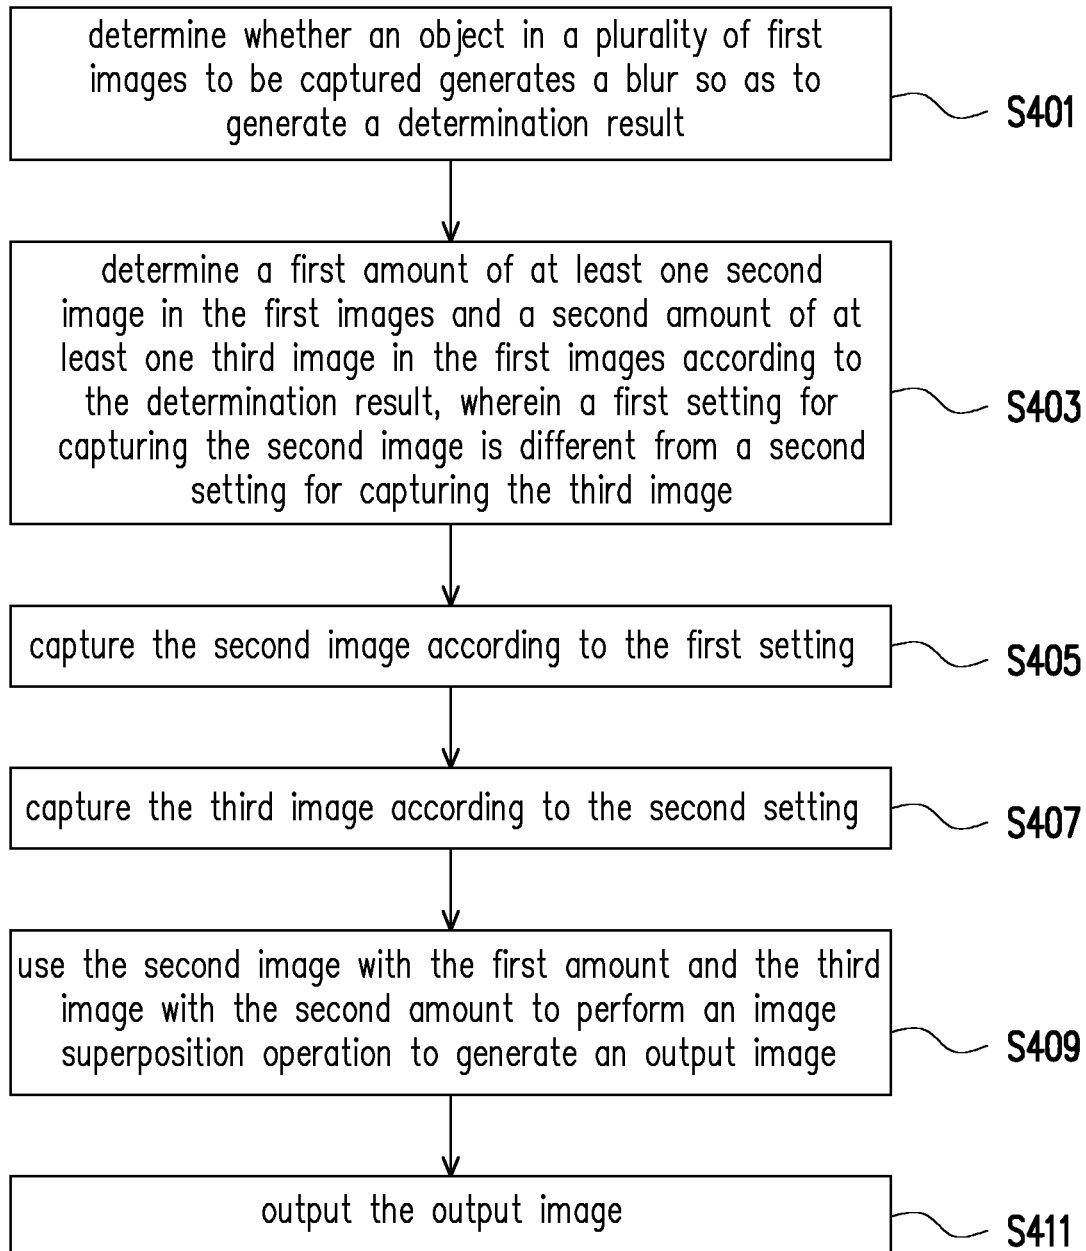 determine whether an object in a plurality of first
images to be captured generates a blur so as to
generate a determination result
S401
determine a first amount of at least one second
image in the first images and a second amount of at
least one third image in the first images according to
the determination result, wherein a first setting for
capturing the second image is different from a second
setting for capturing the third image
S403
capture the second image according to the first setting
S405
capture the third image according to the second setting
S407
use the second image with the first amount and the third
image with the second amount to perform an image
superposition operation to generate an output image
S409
output the output image
S411